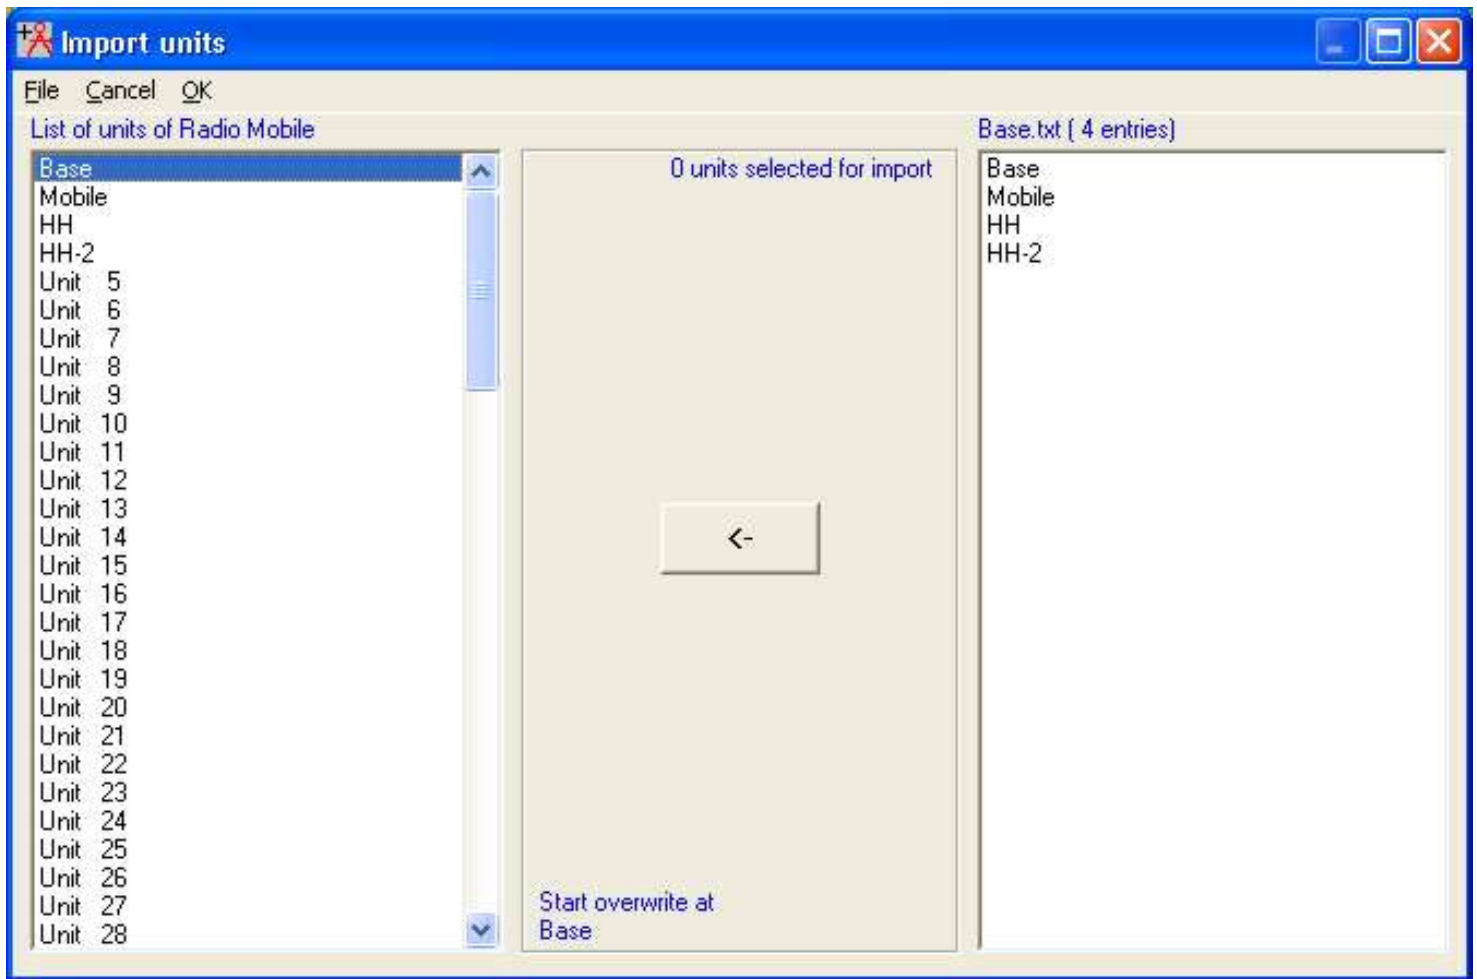 Import units
File Cancel OK
List of units of Radio Mobile
Base
Mobile
HH
HH-2
Unit 5
Unit 6
Unit 7
Unit 8
Unit 9
Unit 10
Unit 11
Unit 12
Unit 13
Unit 14
Unit 15
Unit 16
Unit 17
Unit 18
Unit 19
Unit 20
Unit 21
Unit 22
Unit 23
Unit 24
Unit 25
Unit 26
Unit 27
Unit 28
0 units selected for import
<-
Start overwrite at
Base
Base.txt ( 4 entries)
Base
Mobile
HH
HH-2